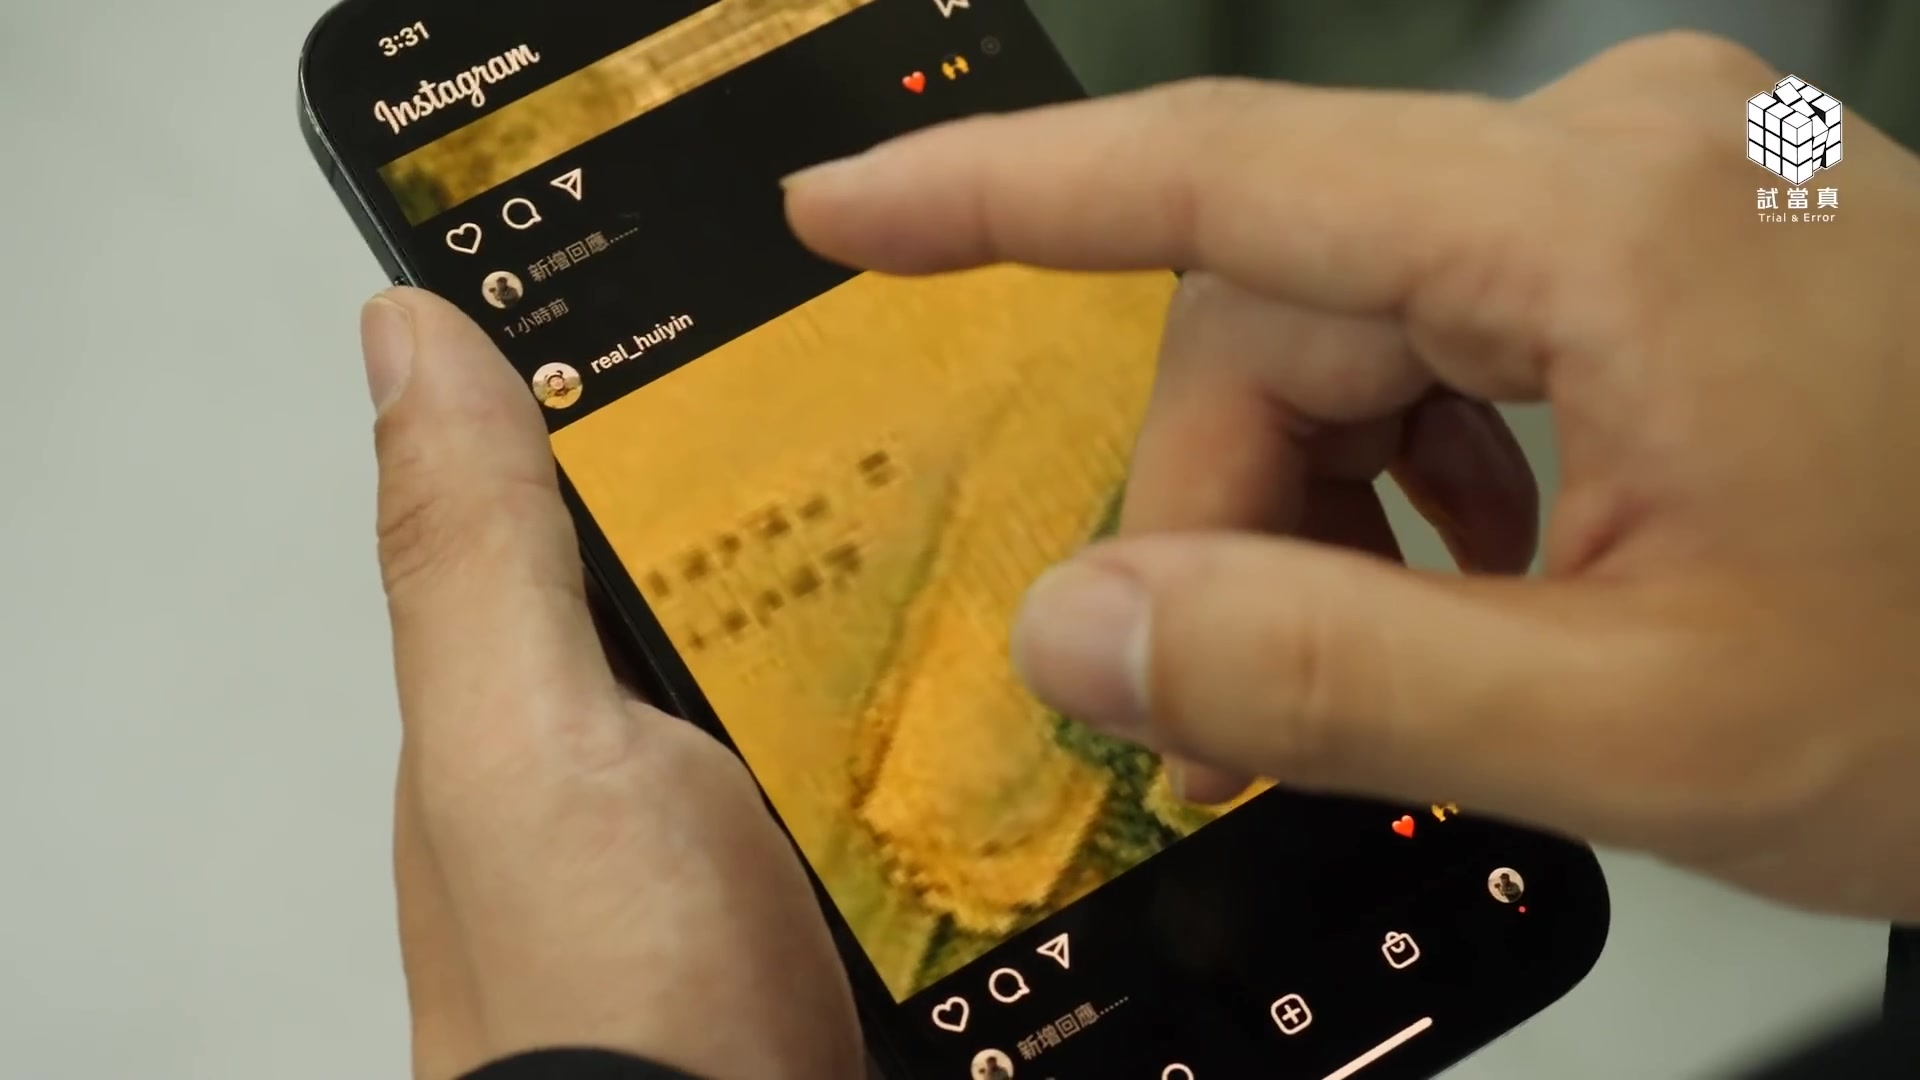 3:31
Instagram
新增回應......
1 小時前
real_huiyin
新增回應......
試當真
Trial & Error